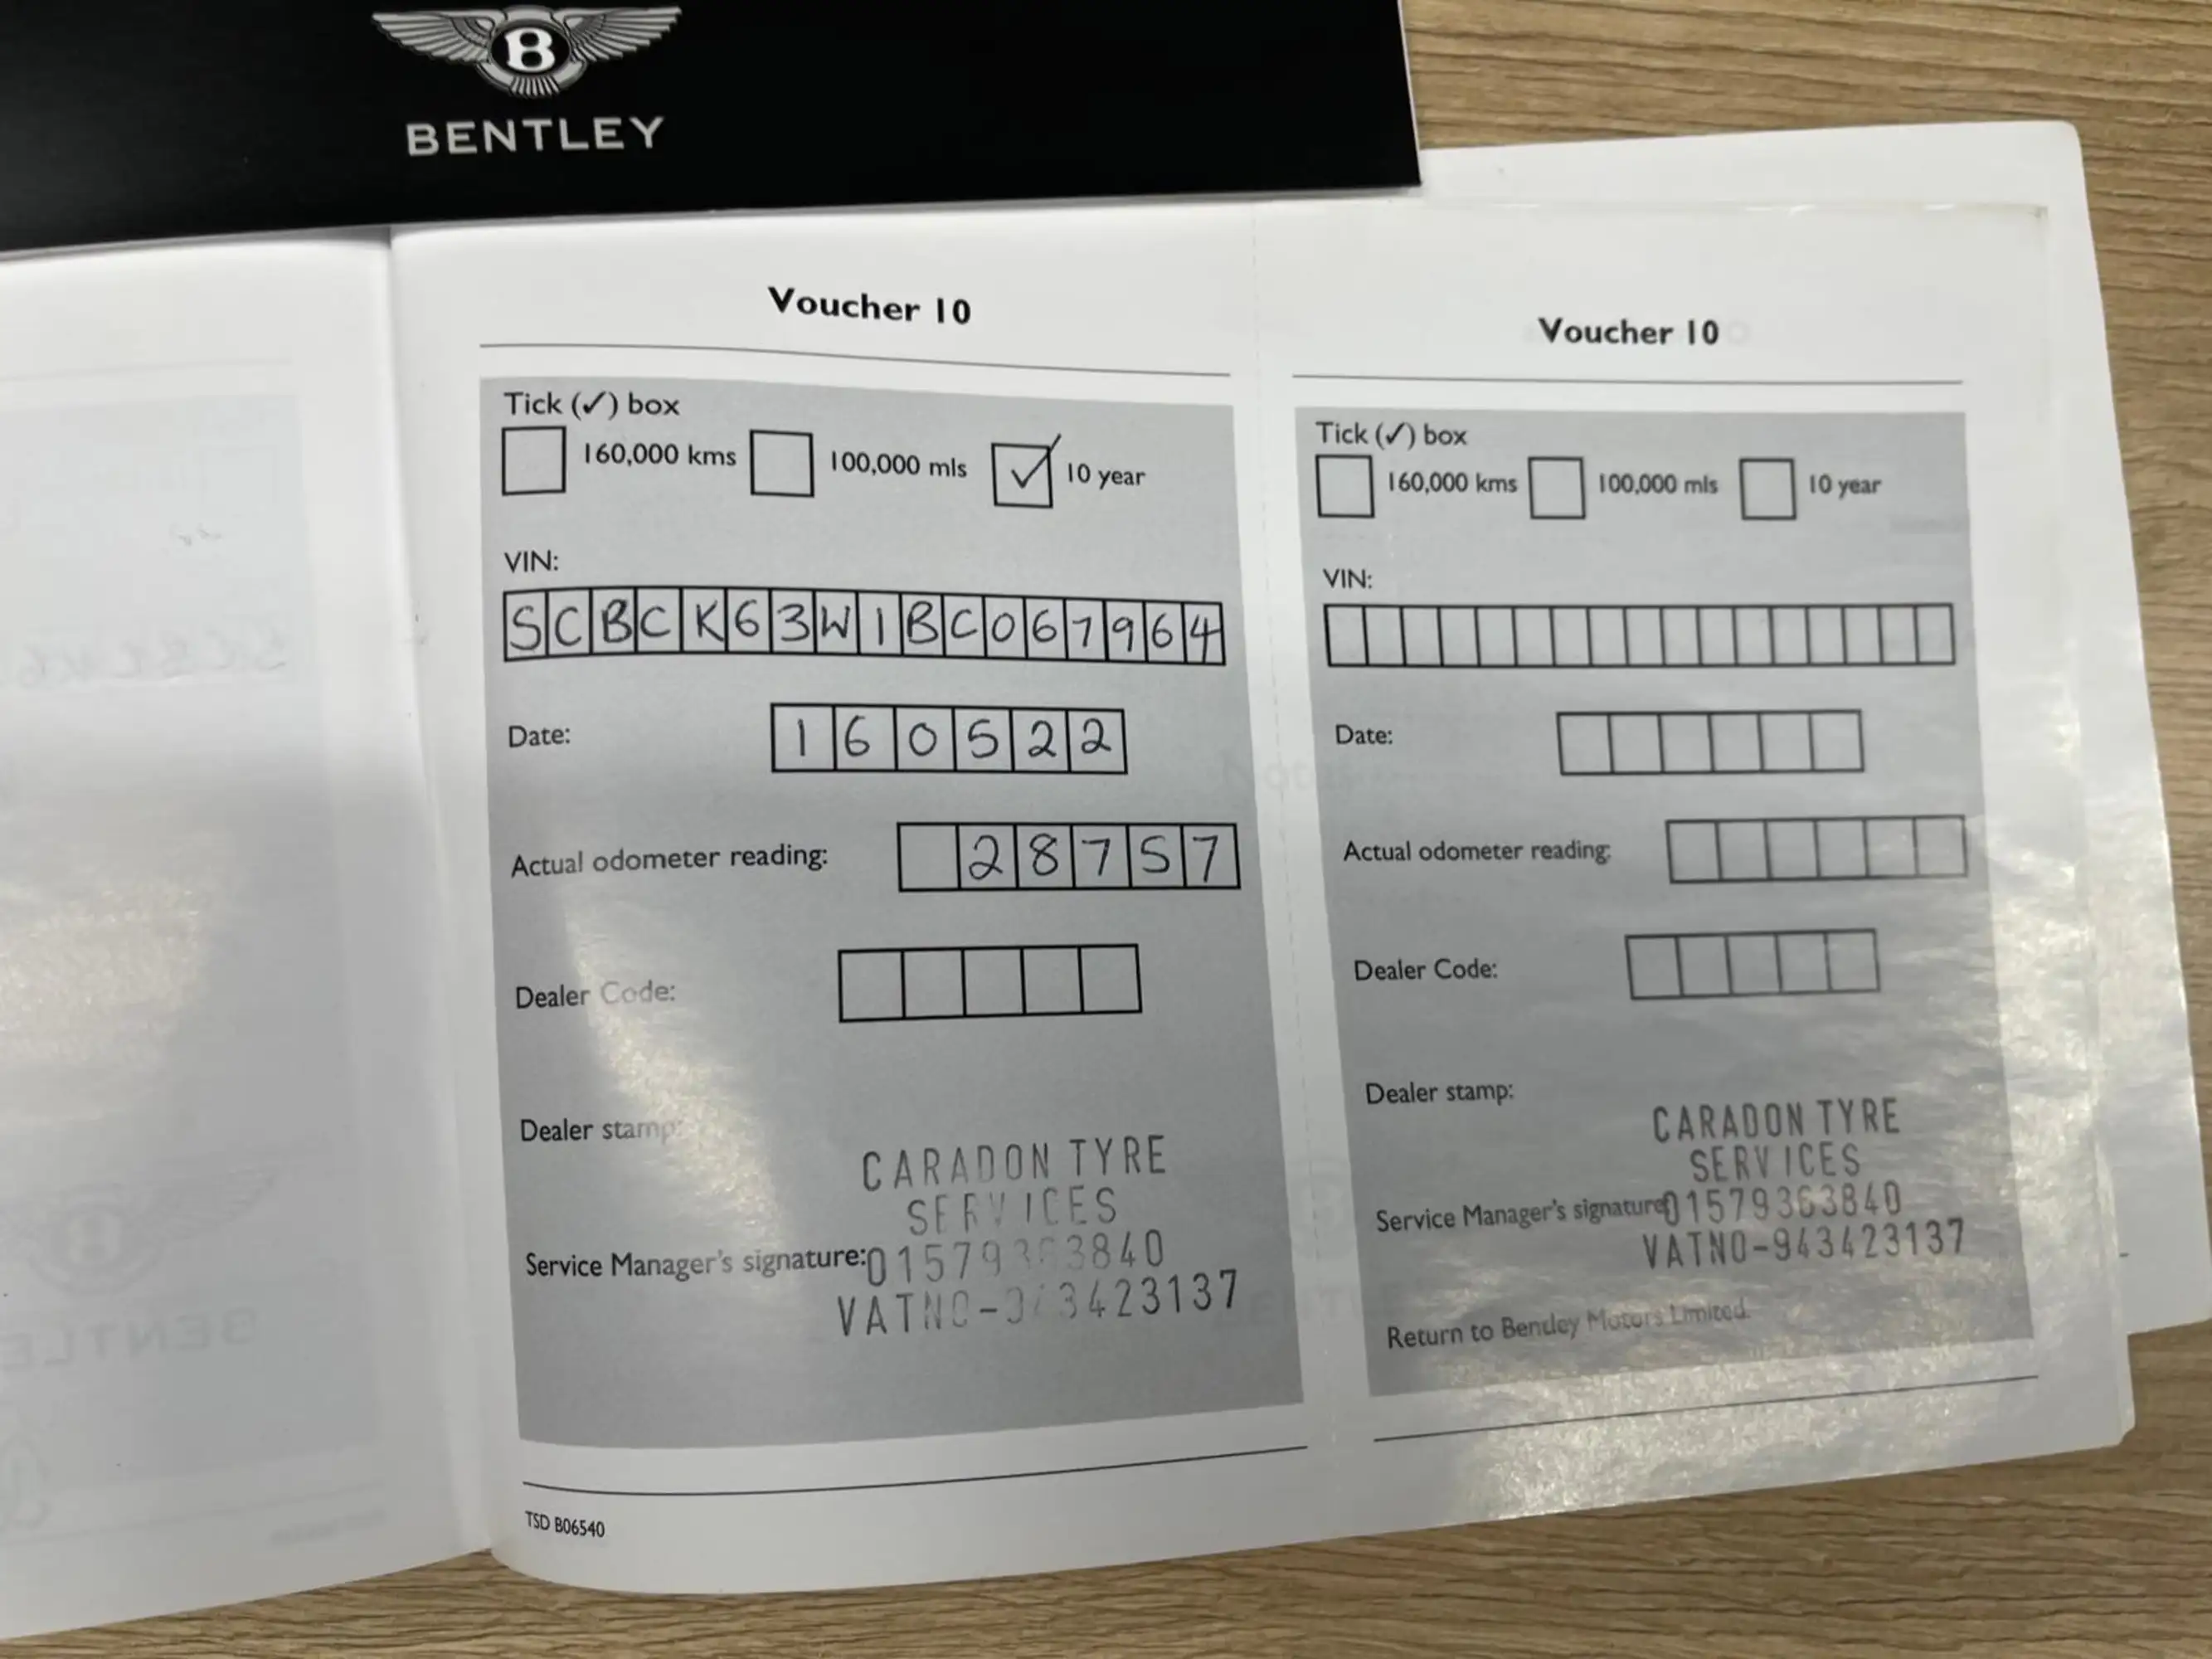 B
BENTLEY
Voucher 10
Tick (✓) box
160,000 kms 100,000 mls ✓ 10 year
VIN:
SCBCK63W1BC067964
Date: 160522
Actual odometer reading: 28757
Dealer Code:
Dealer stamp:
CARADON TYRE
SERVICES
Service Manager's signature: 01579363840
VATNO-943423137
TSD B06540
Voucher 10
Tick (✓) box
160,000 kms 100,000 mls 10 year
VIN:
Date:
Actual odometer reading:
Dealer Code:
Dealer stamp:
CARADON TYRE
SERVICES
Service Manager's signature: 01579363840
VATNO-943423137
Return to Bentley Motors Limited.